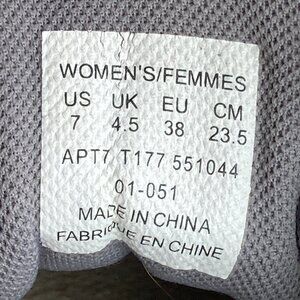 WOMEN'S/FEMMES
US UK EU CM
7 4.5 38 23.5
APT7 T177 551044
01-051
MADE IN CHINA
FABRIQUE EN CHINE